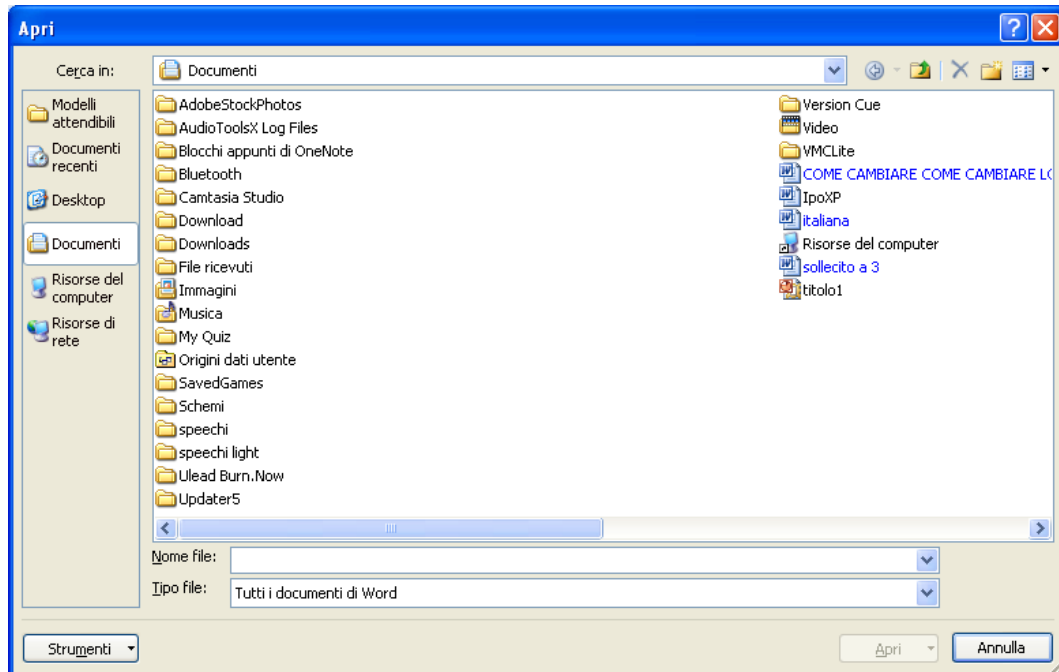 Apri
Cerca in:
Documenti
Modelli
attendibili
Documenti
recenti
Desktop
Documenti
Risorse del
computer
Risorse di
rete
AdobeStockPhotos
AudioToolsX Log Files
Blocchi appunti di OneNote
Bluetooth
Camtasia Studio
Download
Downloads
File ricevuti
Immagini
Musica
My Quiz
Origini dati utente
SavedGames
Schemi
speechi
speechi light
Ulead Burn.Now
Updater5
Version Cue
Video
VMCLite
COME CAMBIARE COME CAMBIARE LO
IpoXP
italiana
Risorse del computer
sollecito a 3
titolo1
Nome file:
Tipo file:
Tutti i documenti di Word
Strumenti
Apri
Annulla